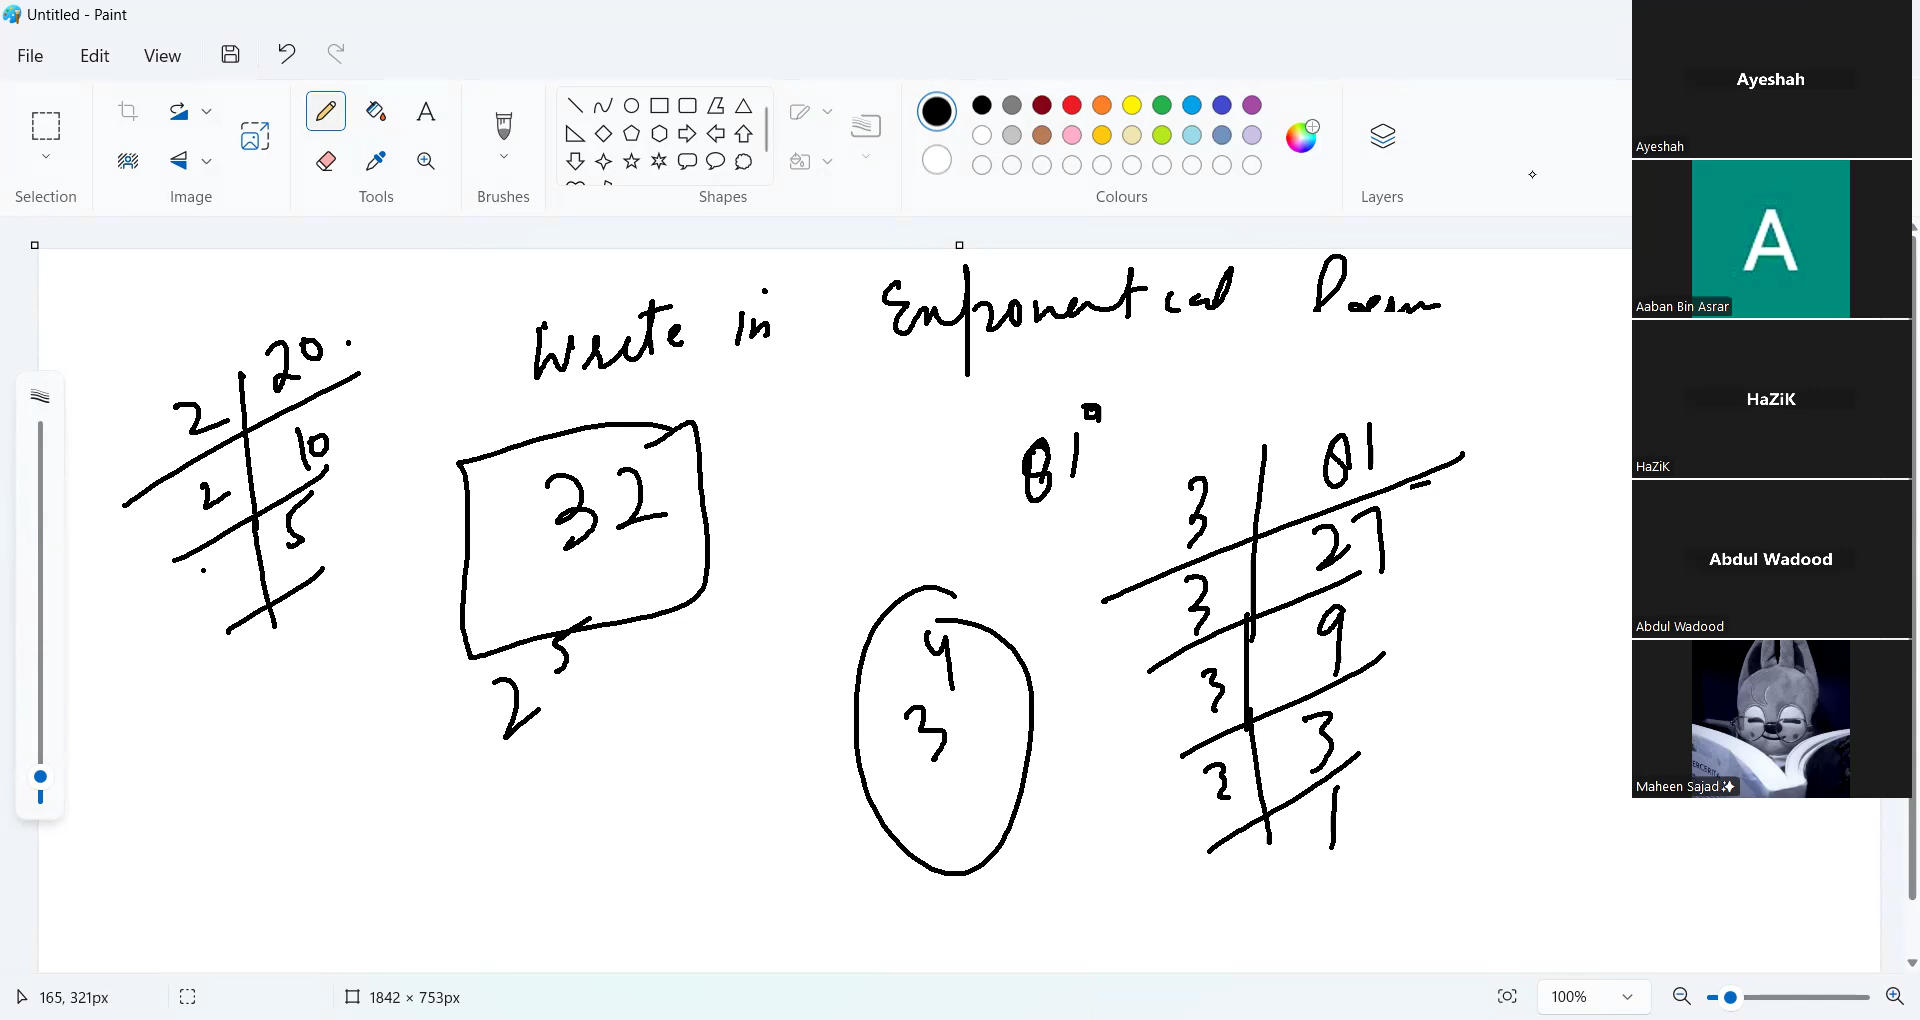 Untitled - Paint
File Edit View
Selection Image Tools Brushes Shapes Colours Layers
Write in Exponential
20.
2 10
2 5
32
2 5
81
3 81
3 27
3 9
3 3
1
4
3
Ayeshah
Ayeshah
A
Aaban Bin Asrar
HaZiK
HaZiK
Abdul Wadood
Abdul Wadood
Maheen Sajad✨
165, 321px
1842 × 753px
100%